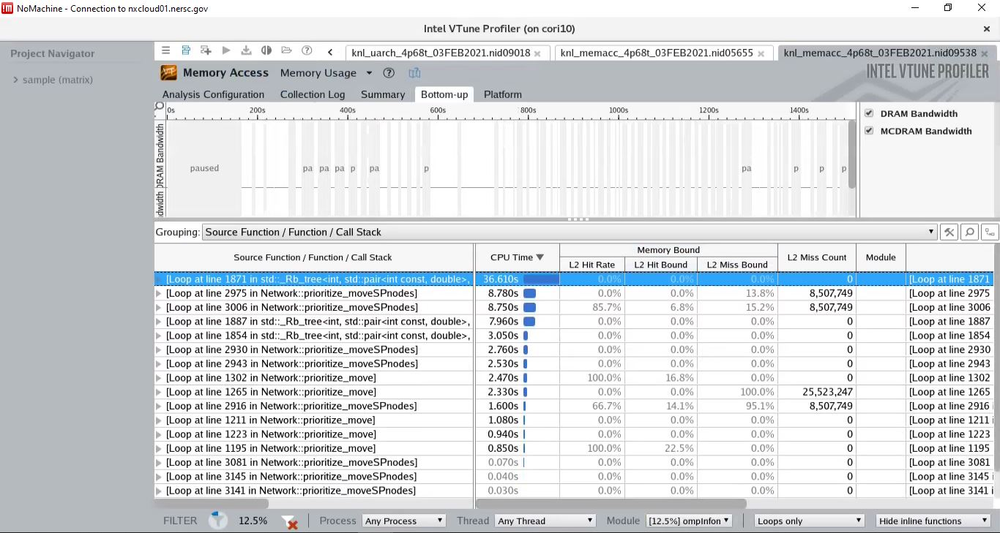 NoMachine - Connection to nxcloud01.nersc.gov
Intel VTune Profiler (on cori10)
Project Navigator
sample (matrix)
knl_uarch_4p68t_03FEB2021.nid09018 knl_memacc_4p68t_03FEB2021.nid05655 knl_memacc_4p68t_03FEB2021.nid09538
Memory Access Memory Usage INTEL VTUNE PROFILER
Analysis Configuration Collection Log Summary Bottom-up Platform
0s 200s 400s 600s 800s 1000s 1200s 1400s
DRAM Bandwidth
MCDRAM Bandwidth
DRAM Bandwidth
dwidth
paused pa pa pa p pa p pa p p p
Grouping: Source Function / Function / Call Stack
Source Function / Function / Call Stack CPU Time Memory Bound L2 Miss Count Module
L2 Hit Rate L2 Hit Bound L2 Miss Bound
[Loop at line 1871 in std::_Rb_tree<int, std::pair<int const, double>, 36.610s 0.0% 0.0% 0.0% 0 [Loop at line 1871
[Loop at line 2975 in Network::prioritize_moveSPnodes] 8.780s 0.0% 0.0% 13.8% 8,507,749 [Loop at line 2975
[Loop at line 3006 in Network::prioritize_moveSPnodes] 8.750s 85.7% 6.8% 15.2% 8,507,749 [Loop at line 3006
[Loop at line 1887 in std::_Rb_tree<int, std::pair<int const, double>, 7.960s 0.0% 0.0% 0.0% 0 [Loop at line 1887
[Loop at line 1854 in std::_Rb_tree<int, std::pair<int const, double>, 3.050s 0.0% 0.0% 0.0% 0 [Loop at line 1854
[Loop at line 2930 in Network::prioritize_moveSPnodes] 2.760s 0.0% 0.0% 0.0% 0 [Loop at line 2930
[Loop at line 2943 in Network::prioritize_moveSPnodes] 2.530s 0.0% 0.0% 0.0% 0 [Loop at line 2943
[Loop at line 1302 in Network::prioritize_move] 2.470s 100.0% 16.8% 0.0% 0 [Loop at line 1302
[Loop at line 1265 in Network::prioritize_move] 2.330s 0.0% 0.0% 100.0% 25,523,247 [Loop at line 1265
[Loop at line 2916 in Network::prioritize_moveSPnodes] 1.600s 66.7% 14.1% 95.1% 8,507,749 [Loop at line 2916 i
[Loop at line 1211 in Network::prioritize_move] 1.080s 0.0% 0.0% 0.0% 0 [Loop at line 1211 i
[Loop at line 1223 in Network::prioritize_move] 0.940s 0.0% 0.0% 0.0% 0 [Loop at line 1223
[Loop at line 1195 in Network::prioritize_move] 0.850s 100.0% 22.5% 0.0% 0 [Loop at line 1195
[Loop at line 3081 in Network::prioritize_moveSPnodes] 0.070s 0.0% 0.0% 0.0% 0 [Loop at line 3081
[Loop at line 3145 in Network::prioritize_moveSPnodes] 0.040s 0.0% 0.0% 0.0% 0 [Loop at line 3145 i
[Loop at line 3141 in Network::prioritize_moveSPnodes] 0.030s 0.0% 0.0% 0.0% 0 [Loop at line 3141 i
FILTER 12.5% Process Any Process Thread Any Thread Module [12.5%] ompInfon Loops only Hide inline functions